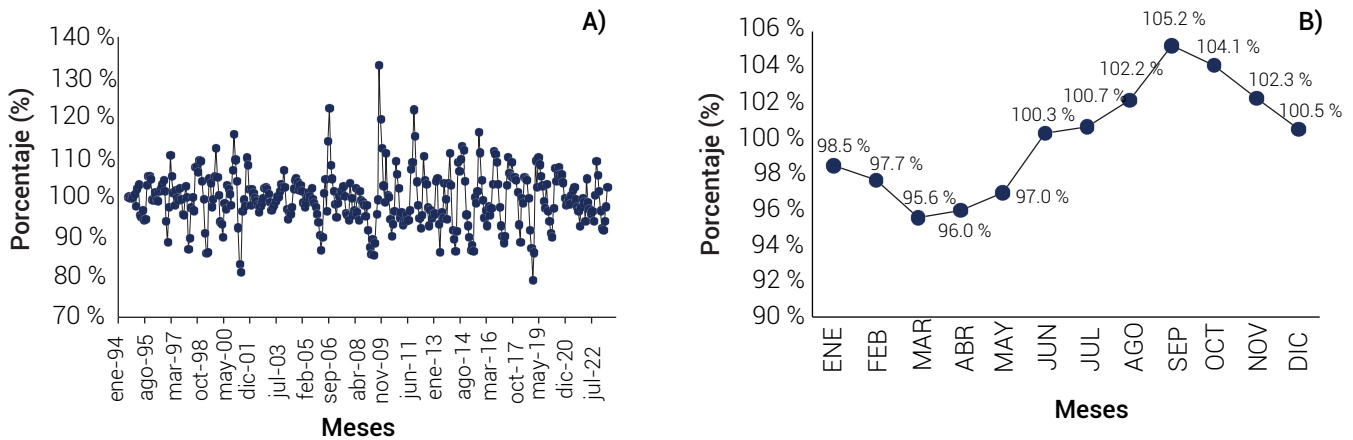 A)
140 %
130 %
120 %
110 %
100 %
90 %
80 %
70 %
Porcentaje (%)
ene-94
ago-95
mar-97
oct-98
may-00
dic-01
jul-03
feb-05
sep-06
abr-08
nov-09
jun-11
ene-13
ago-14
mar-16
oct-17
may-19
dic-20
jul-22
Meses
B)
106 %
104 %
102 %
100 %
98 %
96 %
94 %
92 %
90 %
Porcentaje (%)
98.5 %
97.7 %
95.6 %
96.0 %
97.0 %
100.3 %
100.7 %
102.2 %
105.2 %
104.1 %
102.3 %
100.5 %
ENE
FEB
MAR
ABR
MAY
JUN
JUL
AGO
SEP
OCT
NOV
DIC
Meses